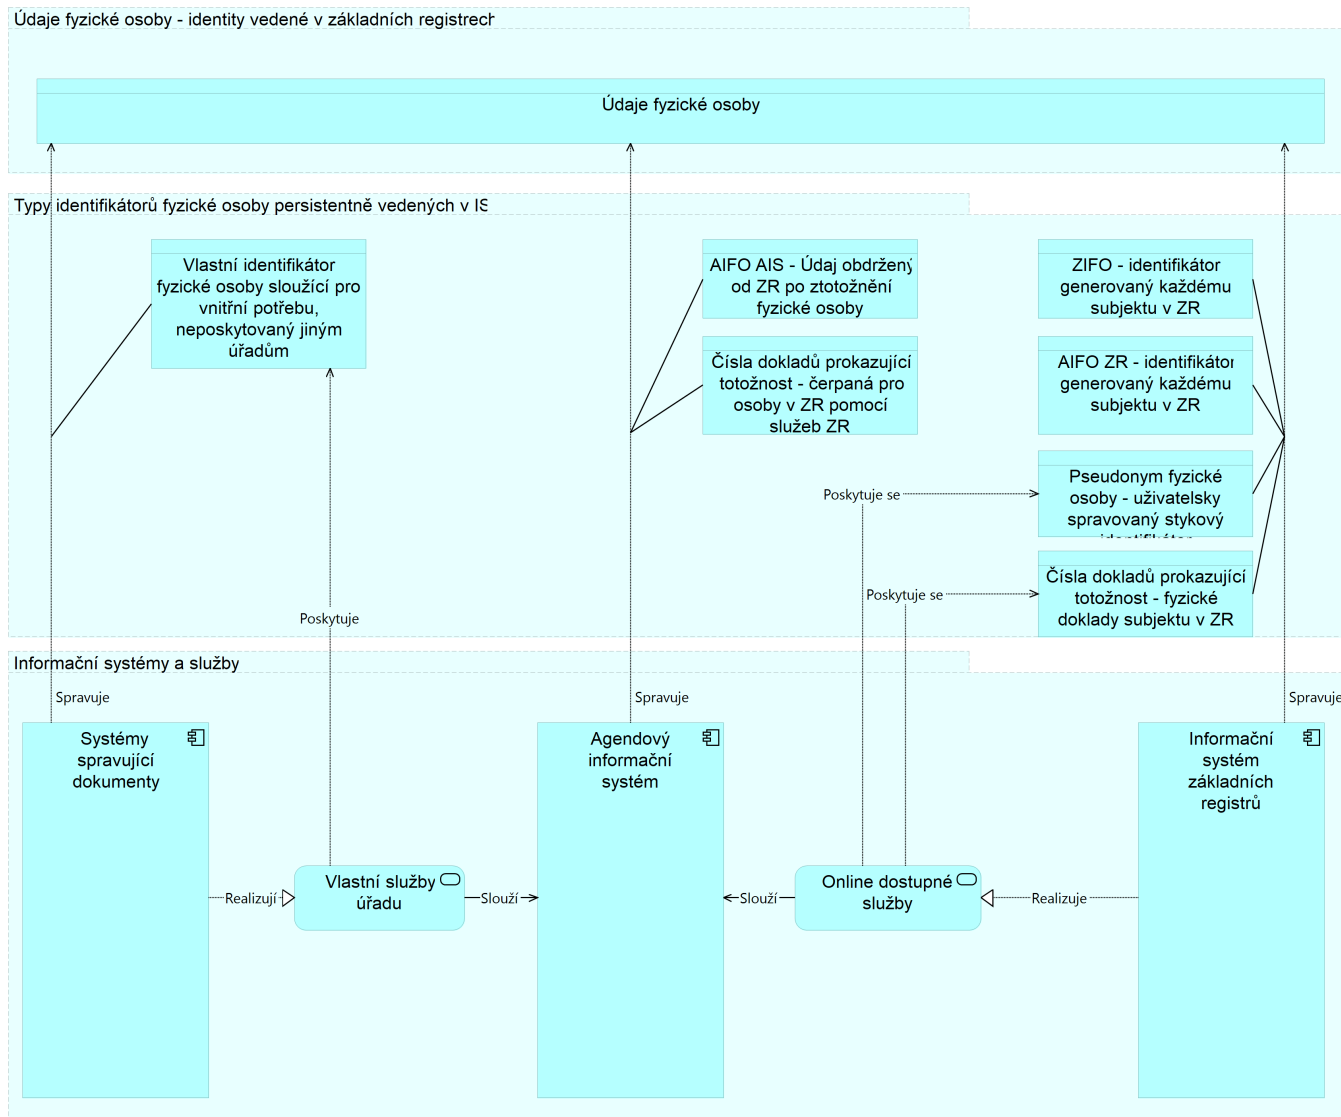 Údaje fyzické osoby - identity vedené v základních registrech
Údaje fyzické osoby
Typy identifikátorů fyzické osoby persistentně vedených v IS
Vlastní identifikátor
fyzické osoby sloužící pro
vnitřní potřebu,
neposkytovaný jiným
úřadům
AIFO AIS - Údaj obdržený
od ZR po ztotožnění
fyzické osoby
Čísla dokladů prokazující
totožnost - čerpaná pro
osoby v ZR pomocí
služeb ZR
ZIFO - identifikátor
generovaný každému
subjektu v ZR
AIFO ZR - identifikátor
generovaný každému
subjektu v ZR
Pseudonym fyzické
osoby - uživatelsky
spravovaný stykový
Čísla dokladů prokazující
totožnost - fyzické
doklady subjektu v ZR
Poskytuje se
Poskytuje se
Poskytuje
Informační systémy a služby
Spravuje
Spravuje
Spravuje
Systémy
spravující
dokumenty
Agendový
informační
systém
Informační
systém
základních
registrů
Realizují
Vlastní služby
úřadu
Slouží
Slouží
Online dostupné
služby
Realizuje